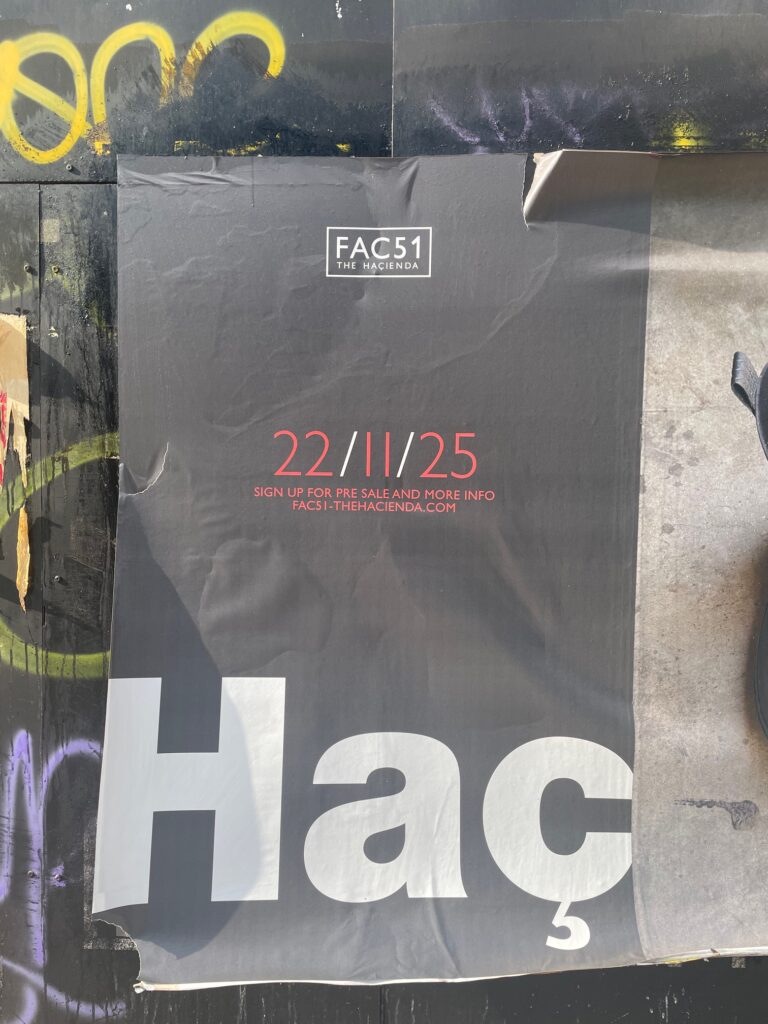 FAC51
THE HAÇIENDA
22/11/25
SIGN UP FOR PRE SALE AND MORE INFO
FAC51-THEHACIENDA.COM
Haç